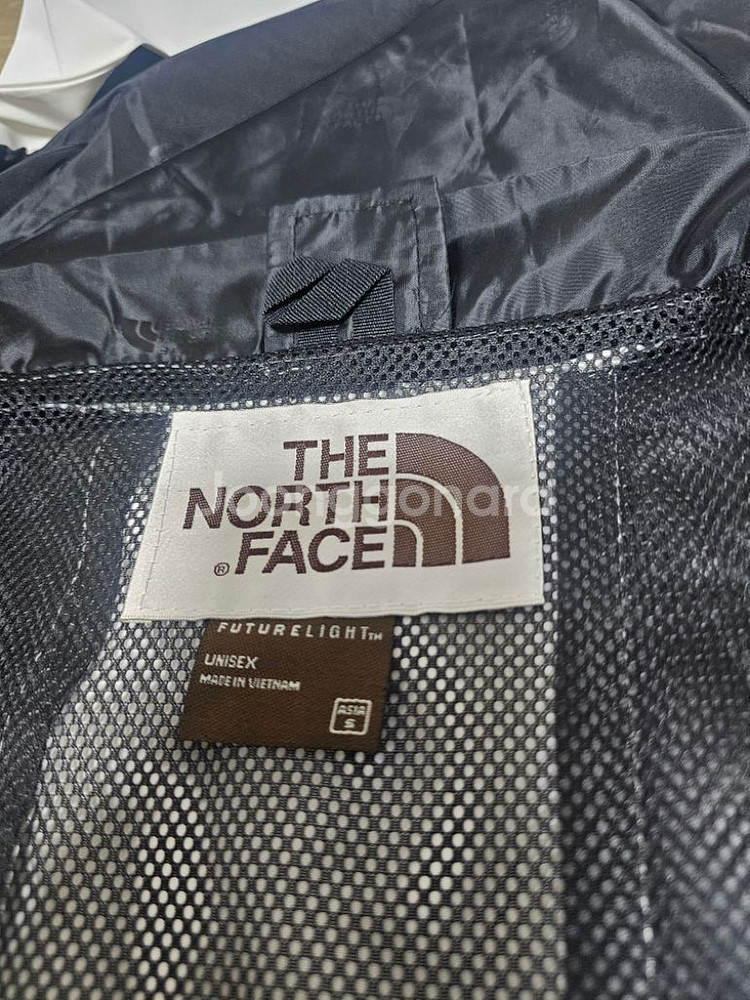 THE
NORTH
FACE
®
FUTURELIGHT™
UNISEX
MADE IN VIETNAM
ASIA
S